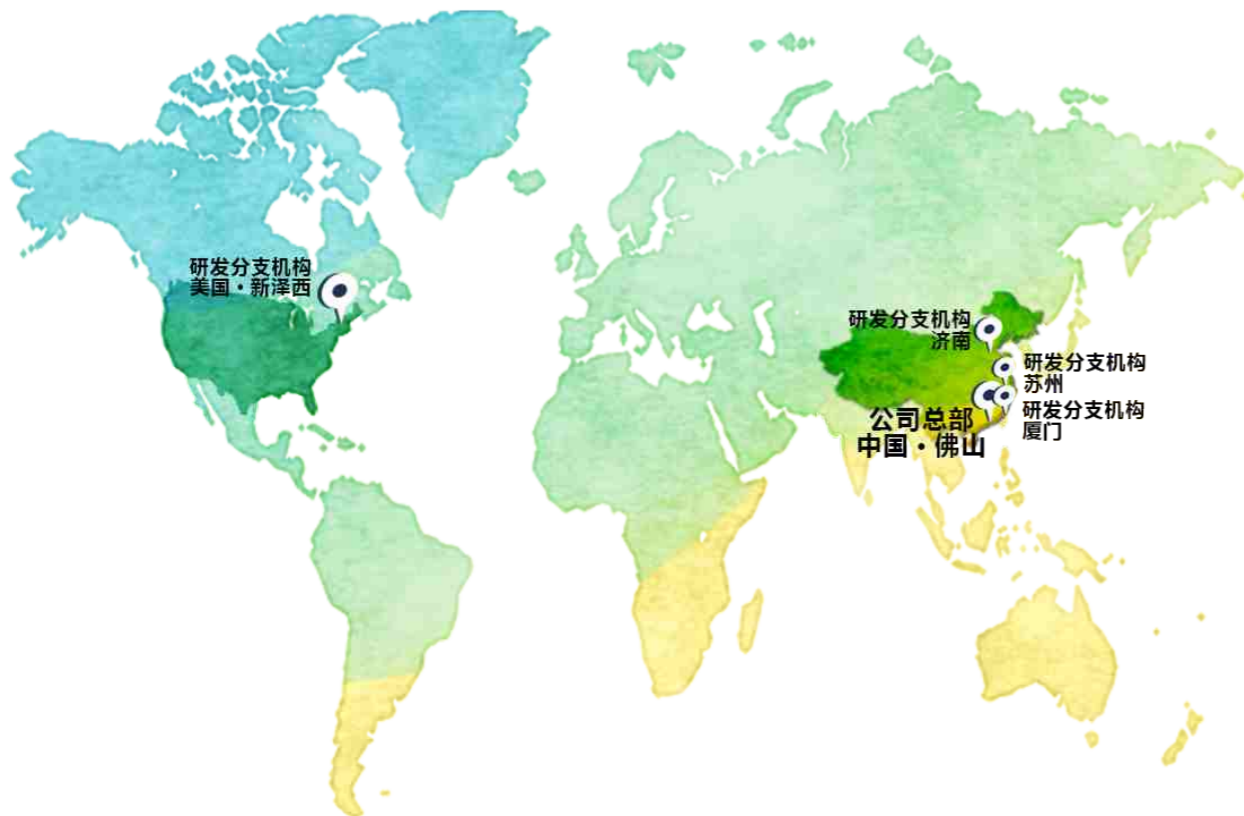 研发分支机构
美国·新泽西
研发分支机构
济南
研发分支机构
苏州
公司总部
中国·佛山
研发分支机构
厦门